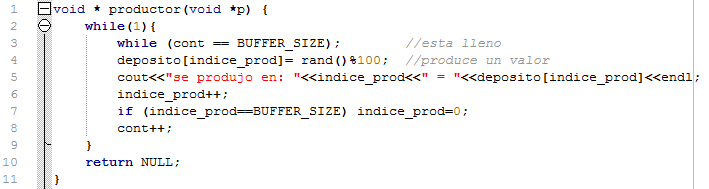 1 void * productor(void *p) {
2 while(1){
3 while (cont == BUFFER_SIZE); //esta lleno
4 deposito[indice_prod]= rand()%100; //produce un valor
5 cout<<"se produjo en: "<<indice_prod<<" = "<<deposito[indice_prod]<<endl;
6 indice_prod++;
7 if (indice_prod==BUFFER_SIZE) indice_prod=0;
8 cont++;
9 }
10 return NULL;
11 }